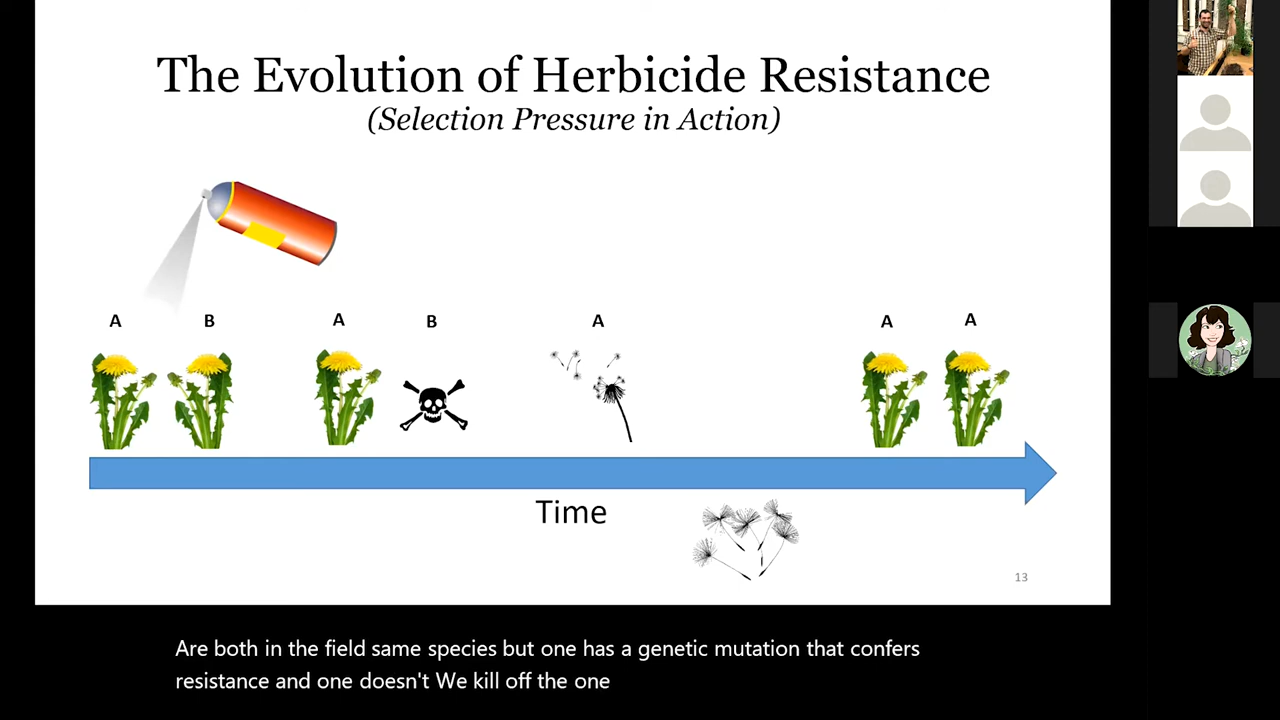 The Evolution of Herbicide Resistance
(Selection Pressure in Action)
A B A B A A A
Time
13
Are both in the field same species but one has a genetic mutation that confers
resistance and one doesn't We kill off the one